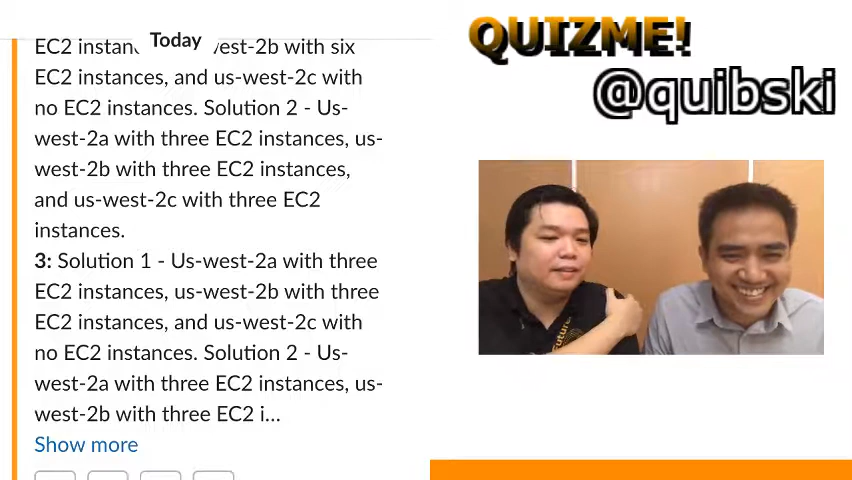 Today
EC2 instan west-2b with six
EC2 instances, and us-west-2c with
no EC2 instances. Solution 2 - Us-
west-2a with three EC2 instances, us-
west-2b with three EC2 instances,
and us-west-2c with three EC2
instances.
3: Solution 1 - Us-west-2a with three
EC2 instances, us-west-2b with three
EC2 instances, and us-west-2c with
no EC2 instances. Solution 2 - Us-
west-2a with three EC2 instances, us-
west-2b with three EC2 i...
Show more
QUIZME!
@quibski
Future